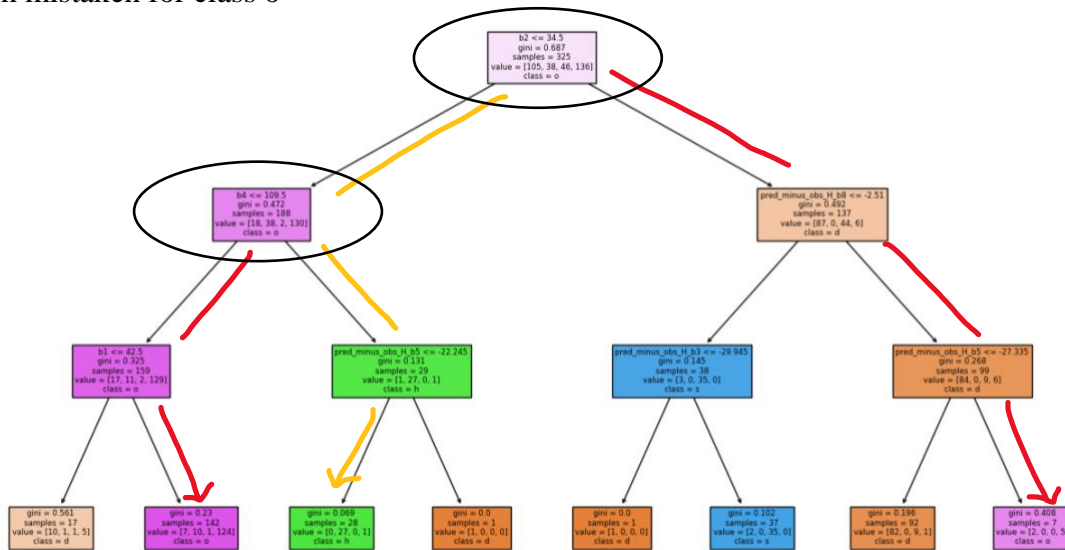 mistaken for class o
b2 <= 34.5
gini = 0.687
samples = 325
value = [105, 38, 46, 136]
class = o
b4 <= 109.5
gini = 0.472
samples = 188
value = [18, 38, 2, 130]
class = o
pred_minus_obs_H_b8 <= -2.51
gini = 0.492
samples = 137
value = [87, 0, 44, 6]
class = d
b1 <= 42.5
gini = 0.325
samples = 159
value = [17, 11, 2, 129]
class = o
pred_minus_obs_H_b5 <= -22.245
gini = 0.131
samples = 29
value = [1, 27, 0, 1]
class = h
pred_minus_obs_H_b3 <= -29.945
gini = 0.145
samples = 38
value = [3, 0, 35, 0]
class = s
pred_minus_obs_H_b5 <= -27.335
gini = 0.268
samples = 99
value = [84, 0, 9, 6]
class = d
gini = 0.561
samples = 17
value = [10, 1, 1, 5]
class = d
gini = 0.23
samples = 142
value = [7, 10, 1, 124]
class = o
gini = 0.069
samples = 28
value = [0, 27, 0, 1]
class = h
gini = 0.0
samples = 1
value = [1, 0, 0, 0]
class = d
gini = 0.0
samples = 1
value = [1, 0, 0, 0]
class = d
gini = 0.102
samples = 37
value = [2, 0, 35, 0]
class = s
gini = 0.196
samples = 92
value = [82, 0, 9, 1]
class = d
gini = 0.408
samples = 7
value = [2, 0, 0, 5]
class = o